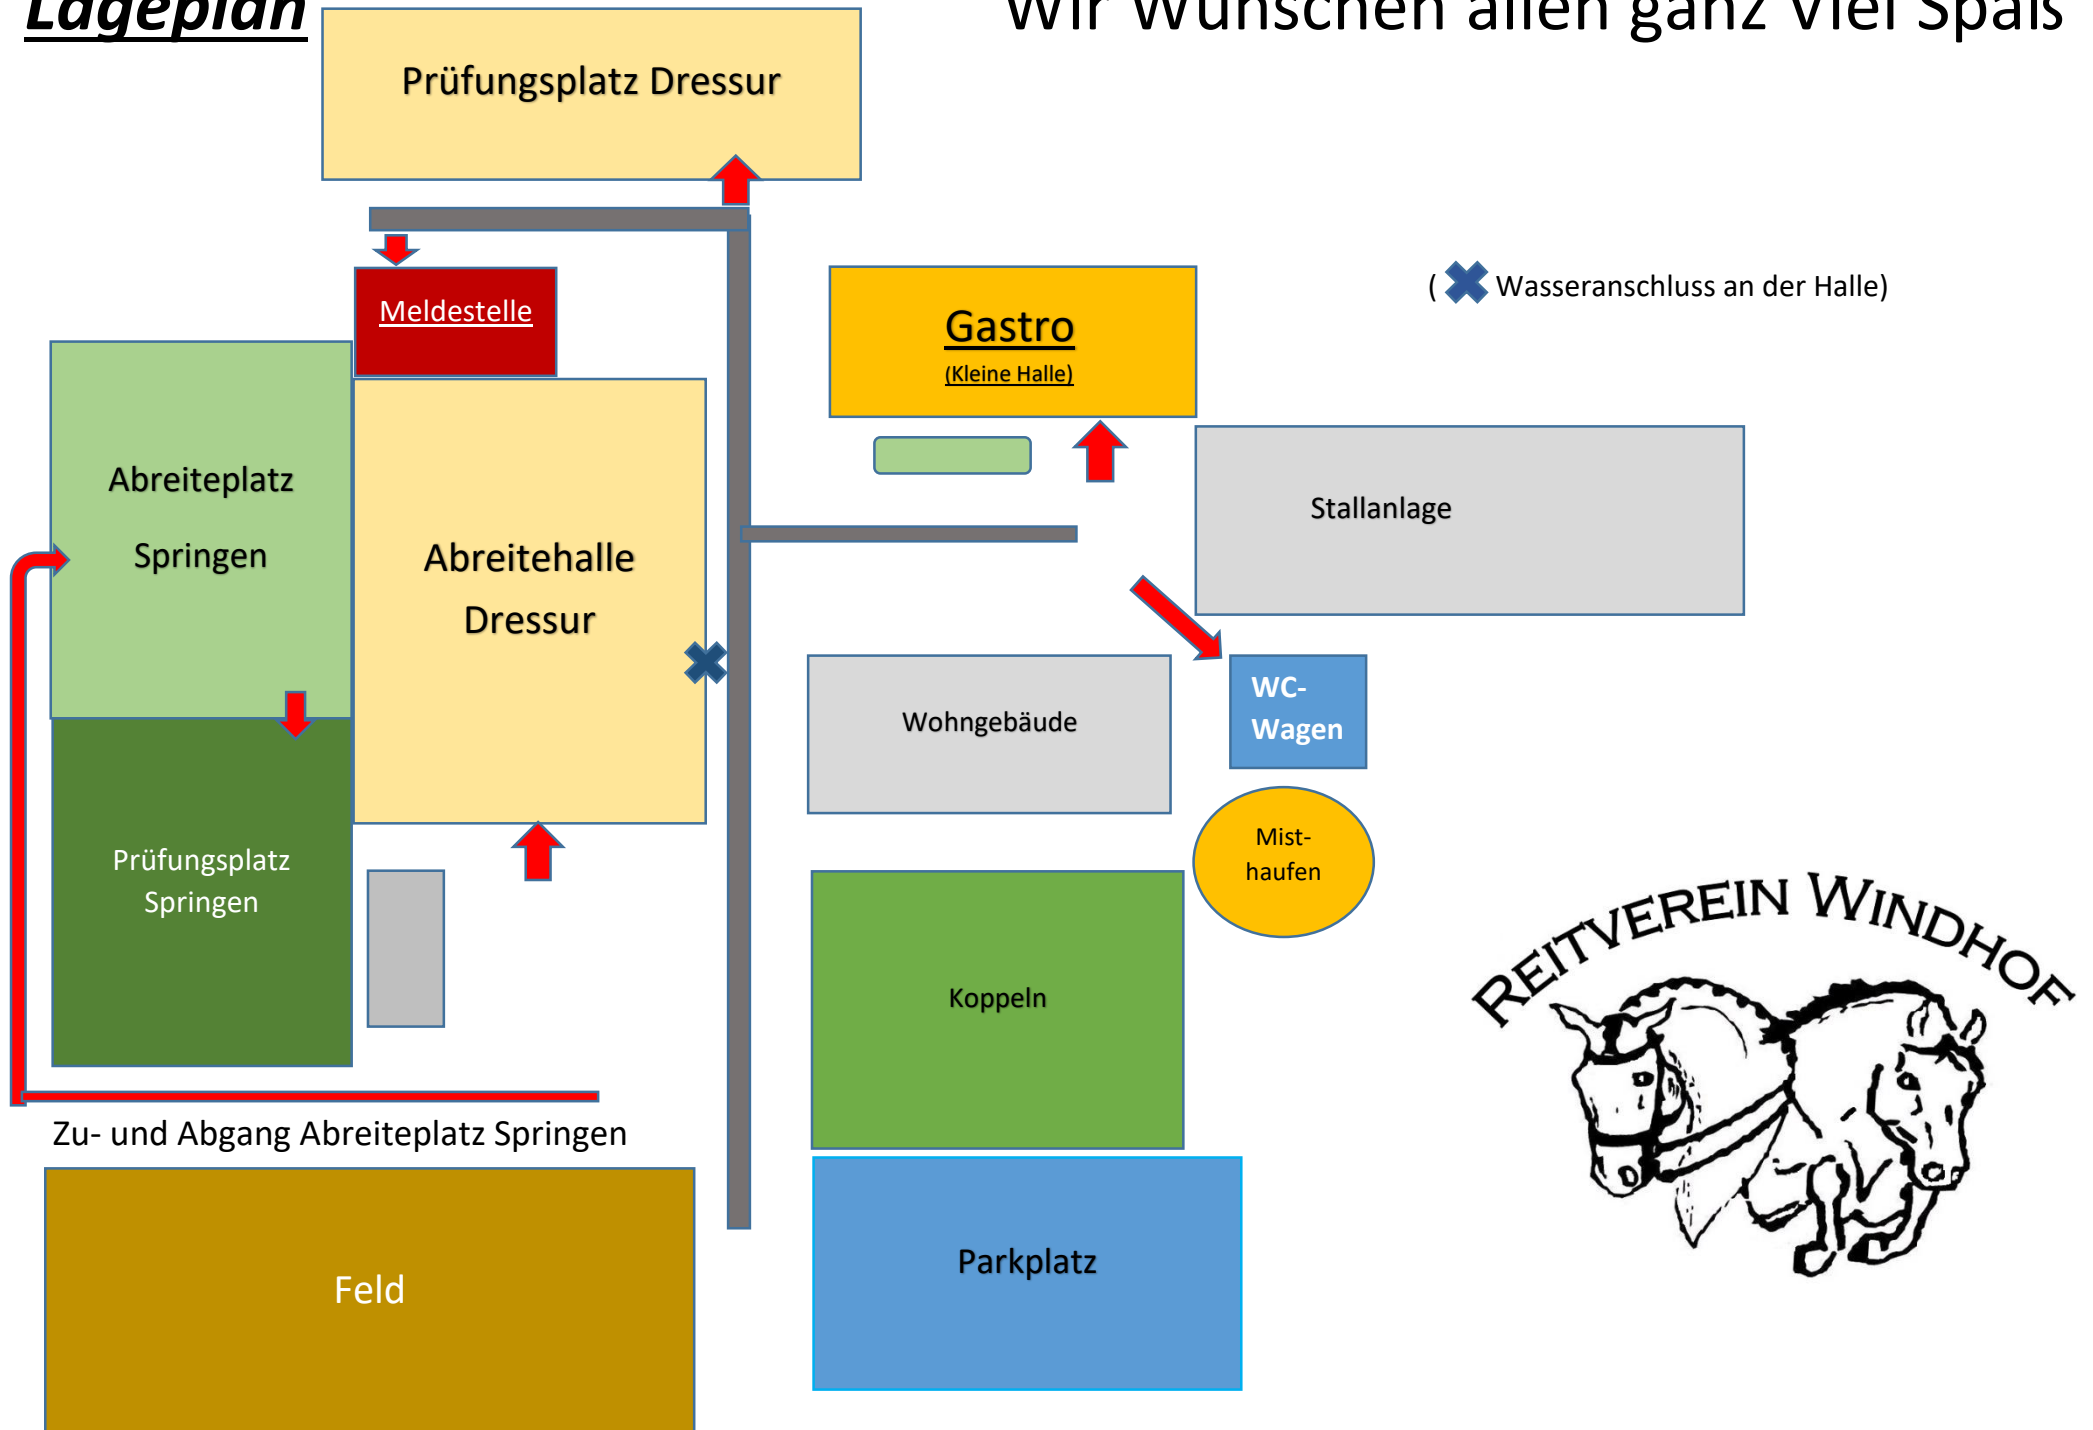 Lageplan
Wir Wünschen allen ganz Viel Spaß
Prüfungsplatz Dressur
Meldestelle
Gastro
(Kleine Halle)
( Wasseranschluss an der Halle)
Abreiteplatz
Springen
Abreitehalle
Dressur
Stallanlage
Wohngebäude
WC-
Wagen
Mist-
haufen
Prüfungsplatz
Springen
Koppeln
Zu- und Abgang Abreiteplatz Springen
Feld
Parkplatz
REITVEREIN WINDHOF